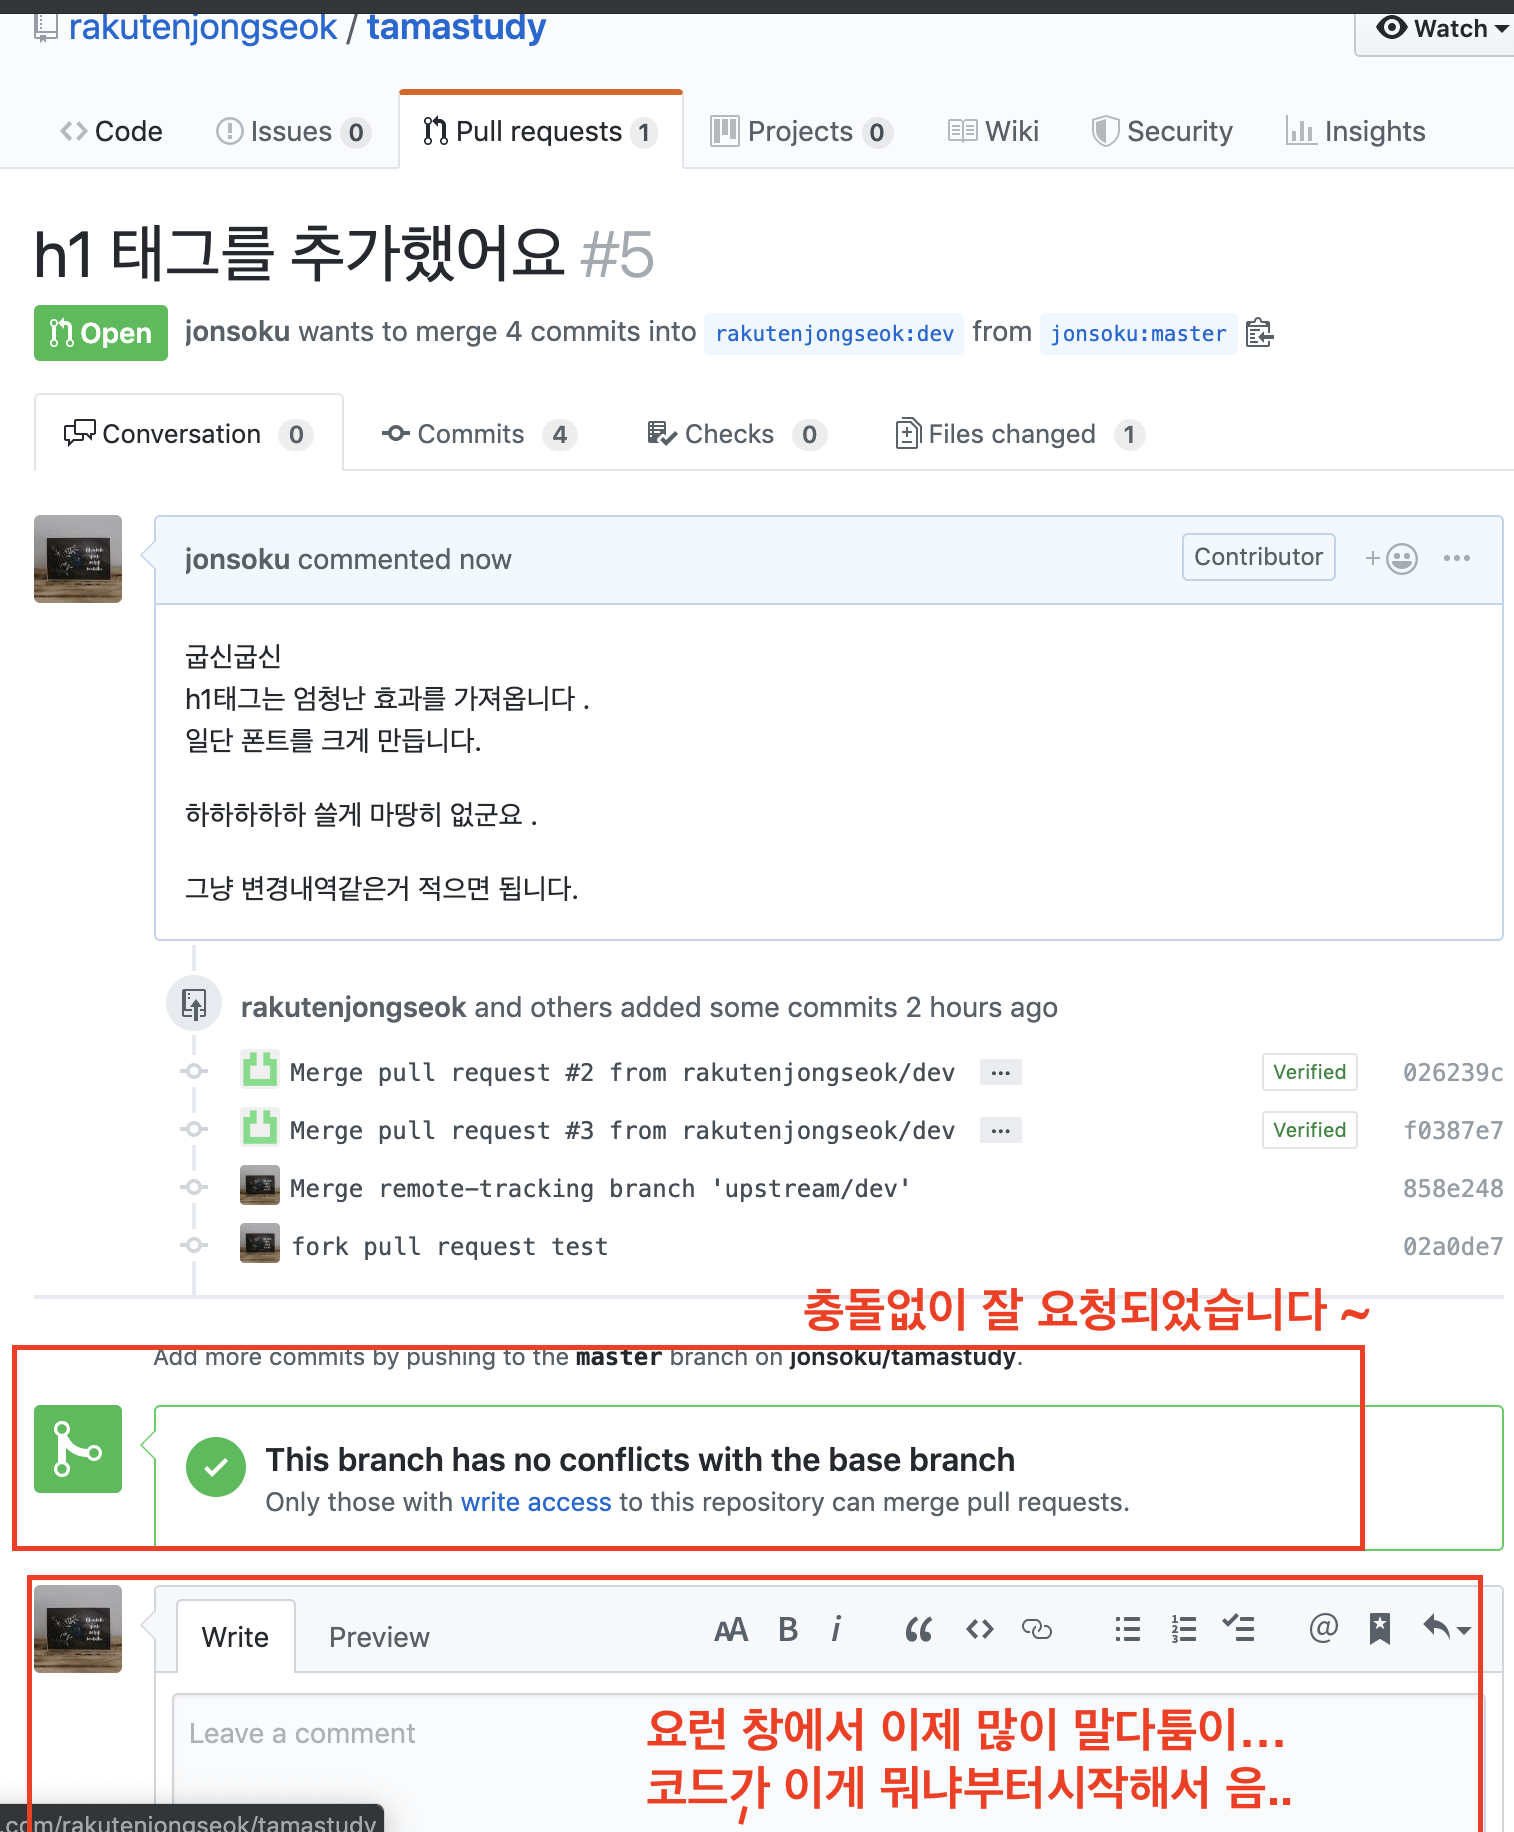 rakutenjongseok / tamastudy
Watch
Code
Issues 0
Pull requests 1
Projects 0
Wiki
Security
Insights
h1 태그를 추가했어요 #5
Open
jonsoku wants to merge 4 commits into rakutenjongseok:dev from jonsoku:master
Conversation 0
Commits 4
Checks 0
Files changed 1
jonsoku commented now
Contributor
굽신굽신
h1태그는 엄청난 효과를 가져옵니다 .
일단 폰트를 크게 만듭니다.
하하하하하 쓸게 마땅히 없군요 .
그냥 변경내역같은거 적으면 됩니다.
rakutenjongseok and others added some commits 2 hours ago
Merge pull request #2 from rakutenjongseok/dev ... Verified 026239c
Merge pull request #3 from rakutenjongseok/dev ... Verified f0387e7
Merge remote-tracking branch 'upstream/dev' 858e248
fork pull request test 02a0de7
충돌없이 잘 요청되었습니다 ~
Add more commits by pushing to the master branch on jonsoku/tamastudy.
This branch has no conflicts with the base branch
Only those with write access to this repository can merge pull requests.
Write
Preview
Leave a comment
요런 창에서 이제 많이 말다툼이...
코드가 이게 뭐냐부터시작해서 음..
.com/rakutenjongseok/tamastudy